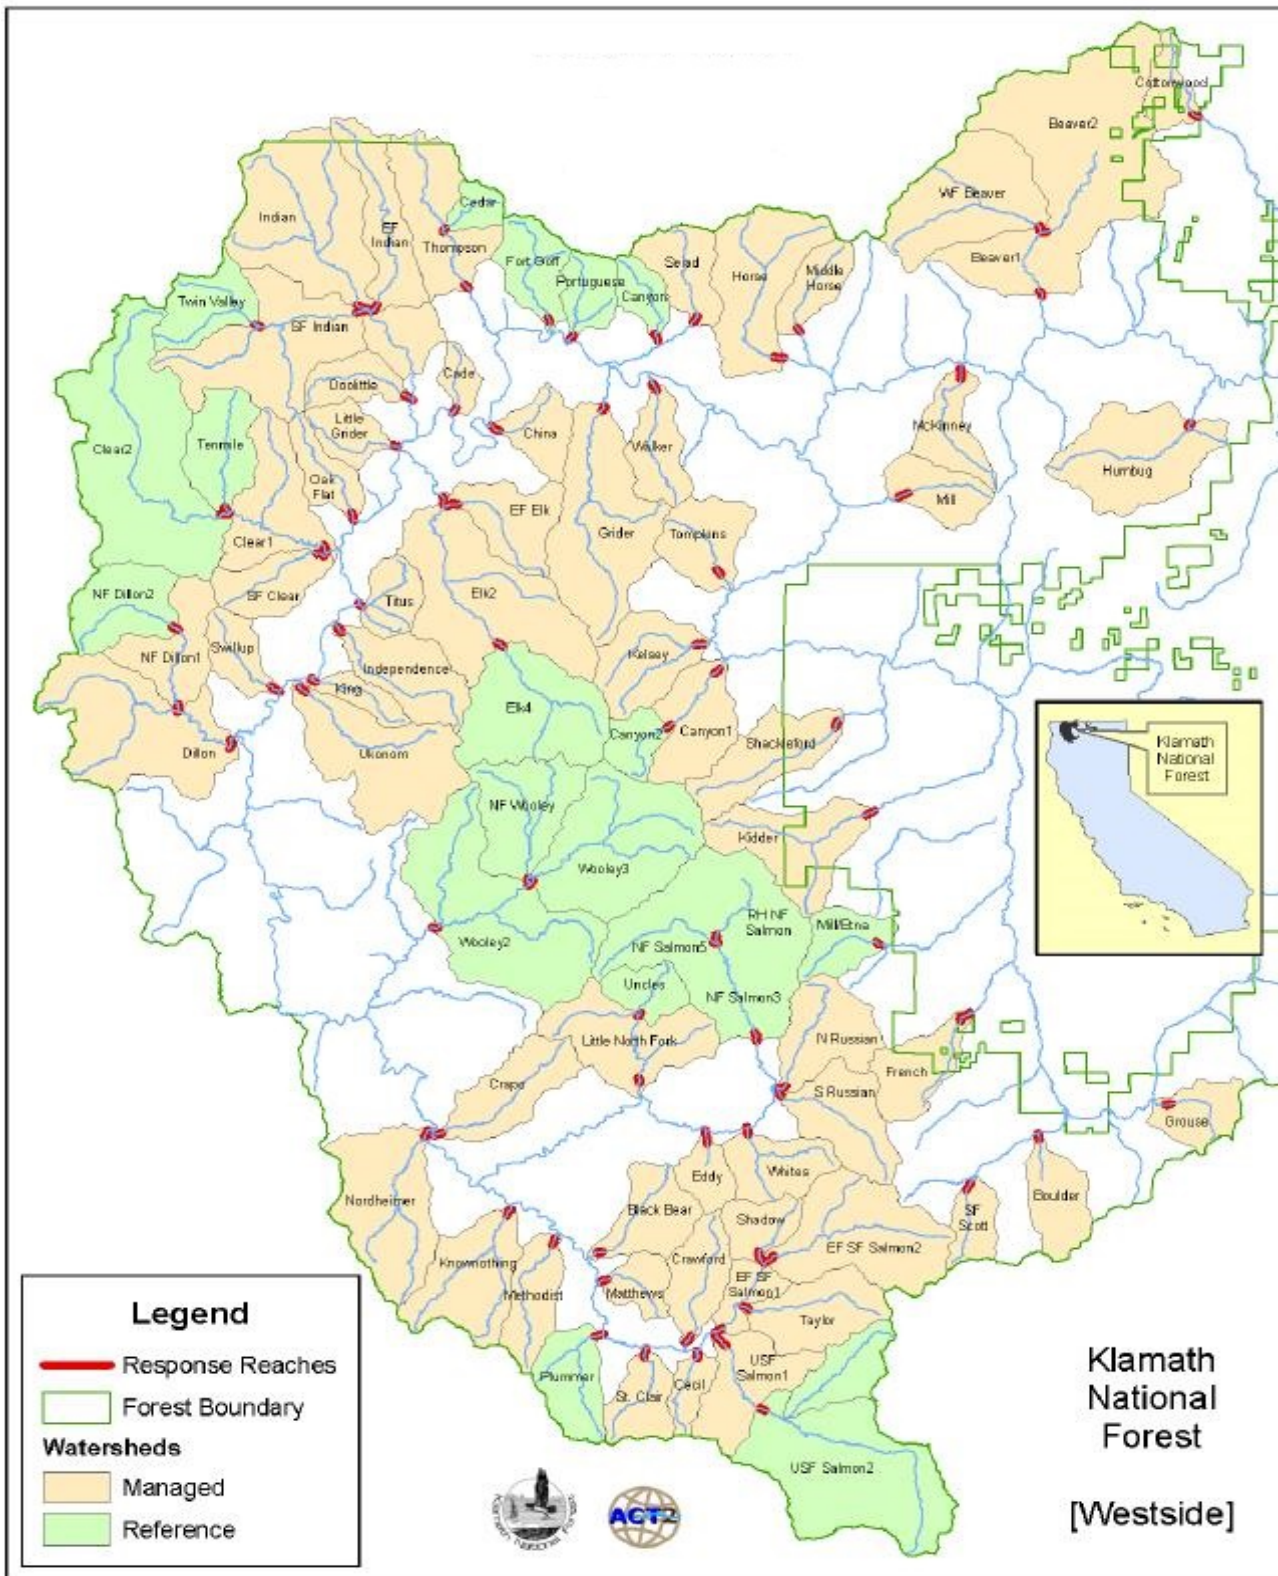 Cottonwood
Beaver2
WF Beaver
Beaver1
Cedar
Indian
EF
Indian
Thompson
Fort Goff
Portuguese
Canyon
Seiad
Horse
Middle
Horse
Twin Valley
SF Indian
Doolittle
Cade
Little
Grider
China
Walker
McKinney
Humbug
Clear2
Tenmile
Oak
Flat
EF Elk
Grider
Tompkins
Mill
Clear1
SF Clear
Titus
Elk2
NF Dillon2
NF Dillon1
Swillup
Independence
King
Kelsey
Elk4
Canyon2
Canyon1
Shackleford
Dillon
Ukonom
Klamath
National
Forest
NF Wooley
Wooley3
Kidder
RH NF
Salmon
Mill/Etna
Wooley2
NF Salmon5
Uncles
NF Salmon3
Little North Fork
N Russian
French
Crapo
S Russian
Grouse
Eddy
Whites
Nordheimer
Black Bear
Shadow
SF
Scott
Boulder
EF SF Salmon2
Knownothing
Crawford
Methodist
Matthews
EF SF
Salmon1
Taylor
Plummer
St. Clair
Cecil
USF
Salmon1
USF Salmon2
Legend
Response Reaches
Forest Boundary
Watersheds
Managed
Reference
Klamath National Forest
ACT2
Klamath
National
Forest
[Westside]